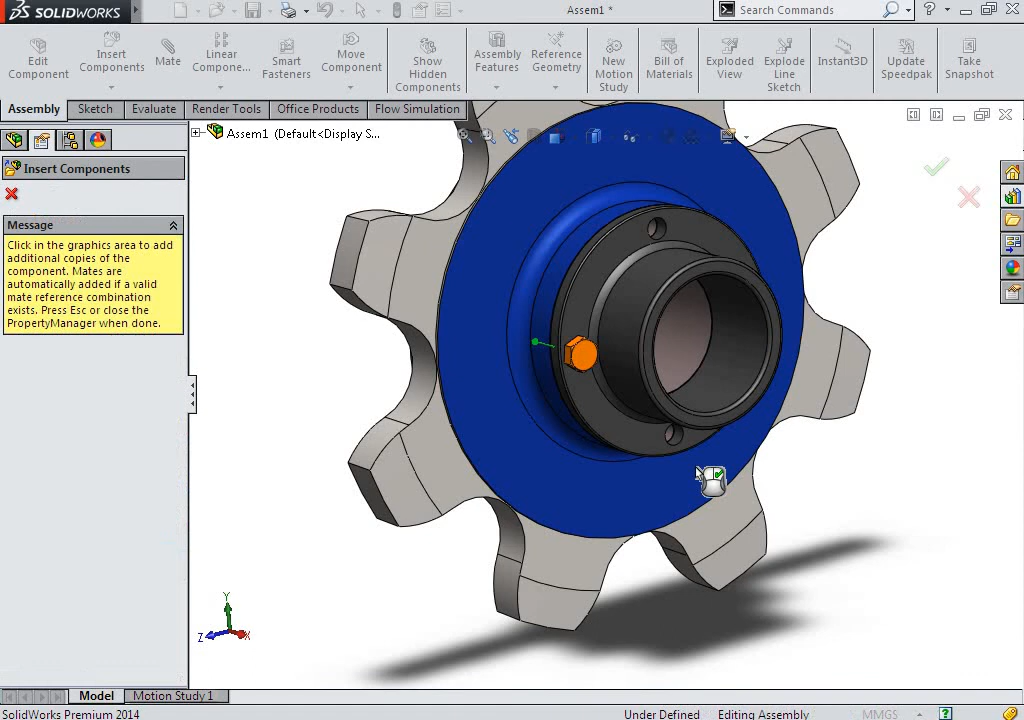 SOLIDWORKS
Assem1 *
Search Commands
?
Edit
Component
Insert
Components
Mate
Linear
Compone...
Smart
Fasteners
Move
Component
Show
Hidden
Components
Assembly
Features
Reference
Geometry
New
Motion
Study
Bill of
Materials
Exploded
View
Explode
Line
Sketch
Instant3D
Update
Speedpak
Take
Snapshot
Assembly
Sketch
Evaluate
Render Tools
Office Products
Flow Simulation
Assem1 (Default<Display S...
Insert Components
Message
Click in the graphics area to add
additional copies of the
component. Mates are
automatically added if a valid
mate reference combination
exists. Press Esc or close the
PropertyManager when done.
Y
Z
X
Model
Motion Study 1
SolidWorks Premium 2014
Under Defined
Editing Assembly
MMGS
?